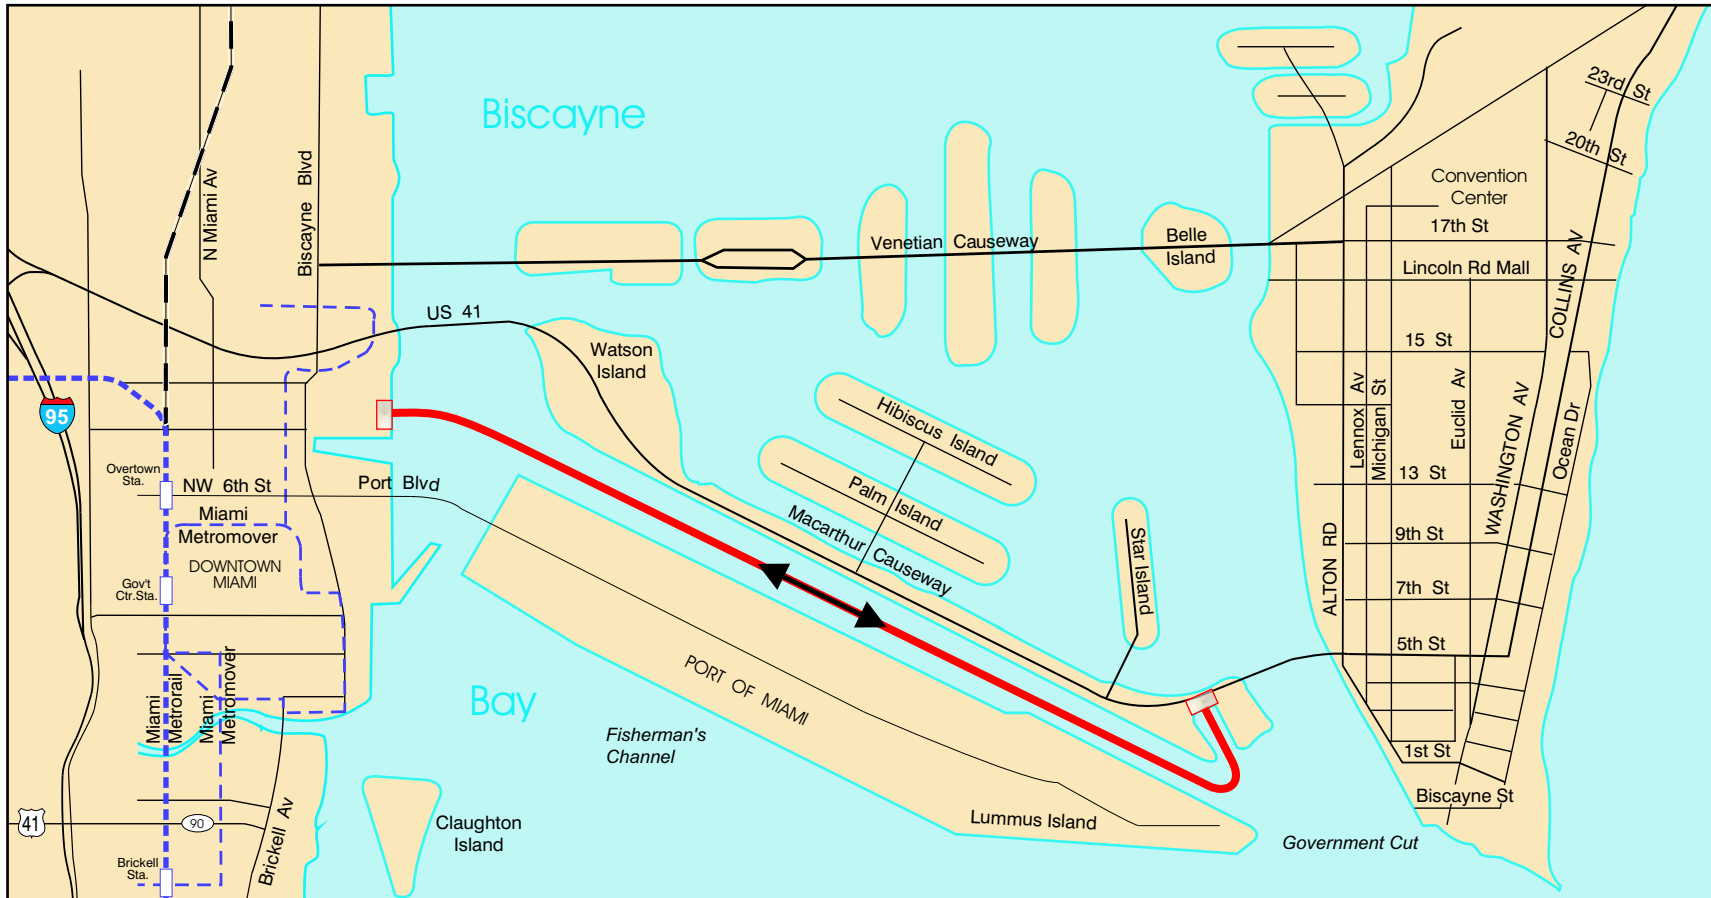 23rd St
20th St
Biscayne
Convention
Center
17th St
N Miami Av
Biscayne Blvd
Venetian Causeway
Belle
Island
Lincoln Rd Mall
COLLINS AV
US 41
Watson
Island
15 St
Lennox Av
Michigan St
Euclid Av
WASHINGTON AV
Ocean Dr
95
Hibiscus Island
Overtown
Sta.
NW 6th St
Port Blvd
Palm Island
13 St
Miami
Metromover
Macarthur Causeway
Star Island
ALTON RD
9th St
DOWNTOWN
MIAMI
Gov't
Ctr.Sta.
7th St
5th St
PORT OF MIAMI
Miami
Metrorail
Miami
Metromover
Bay
Fisherman's
Channel
1st St
Biscayne St
41
90
Claughton
Island
Lummus Island
Government Cut
Brickell
Sta.
Brickell Av